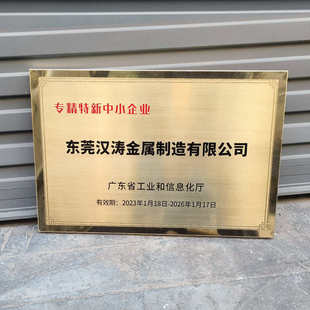 专精特新中小企业
东莞汉涛金属制造有限公司
广东省工业和信息化厅
有效期：2023年1月18日-2026年1月17日